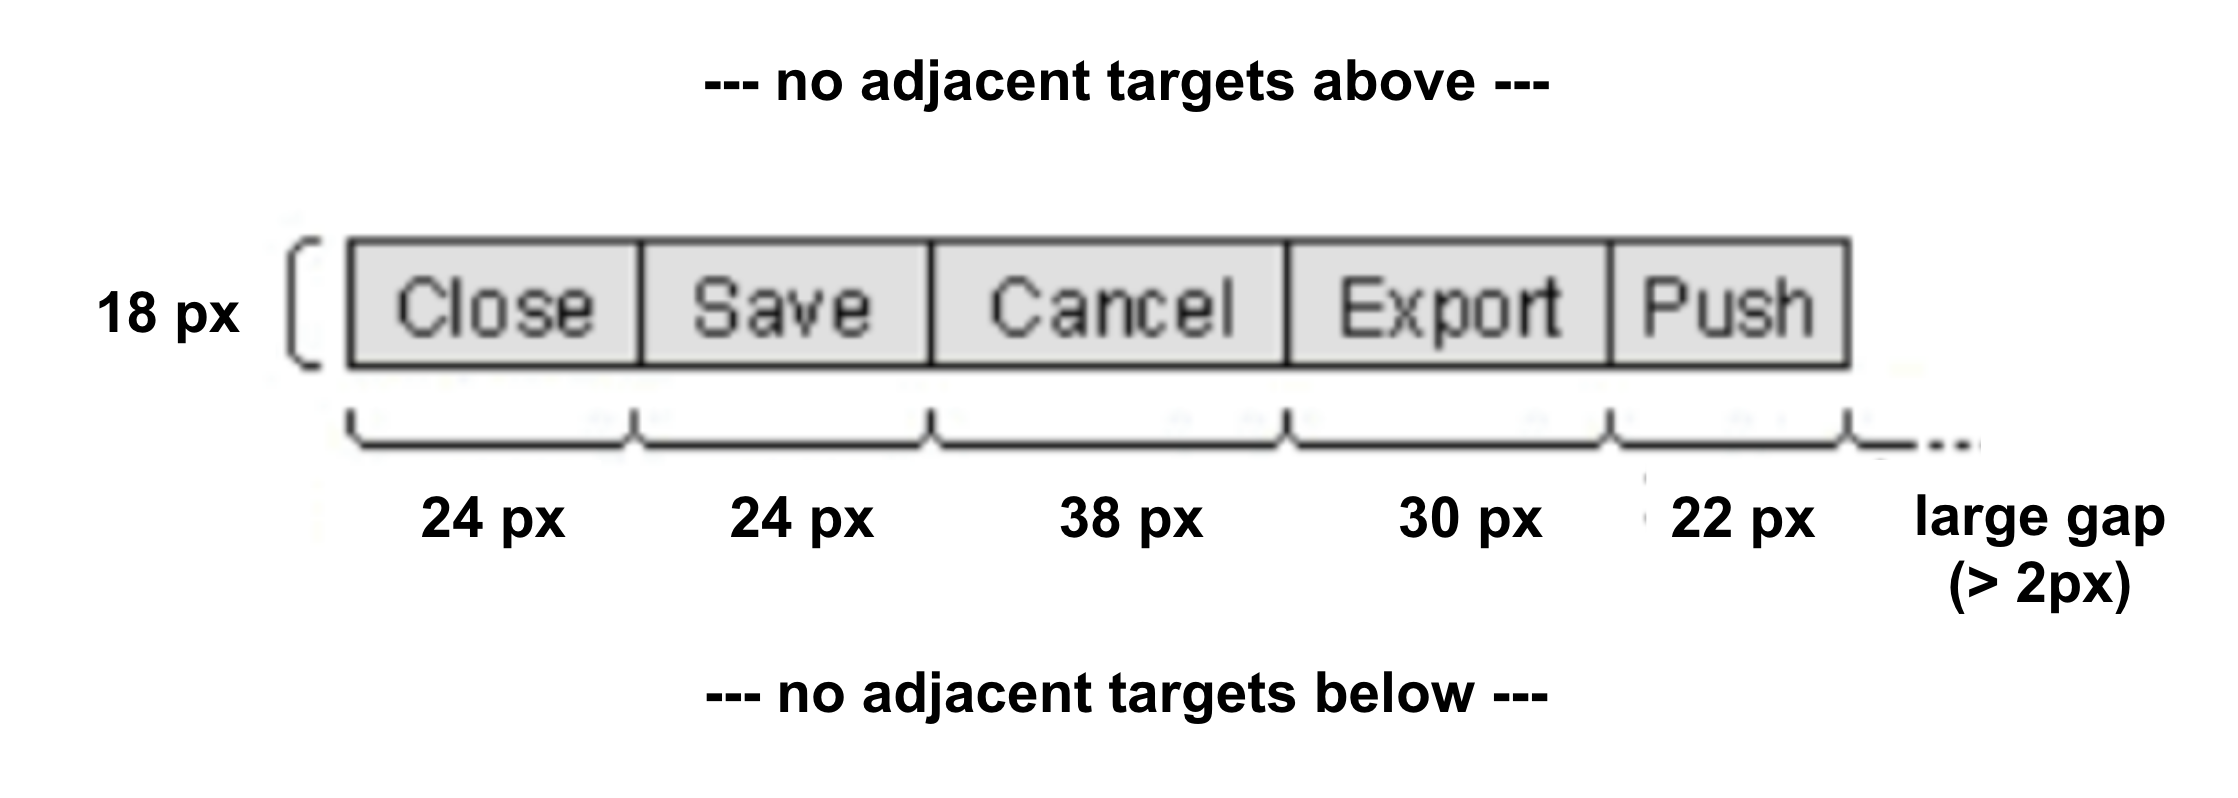 --- no adjacent targets above ---
18 px
Close Save Cancel Export Push
24 px 24 px 38 px 30 px 22 px large gap
(> 2px)
--- no adjacent targets below ---